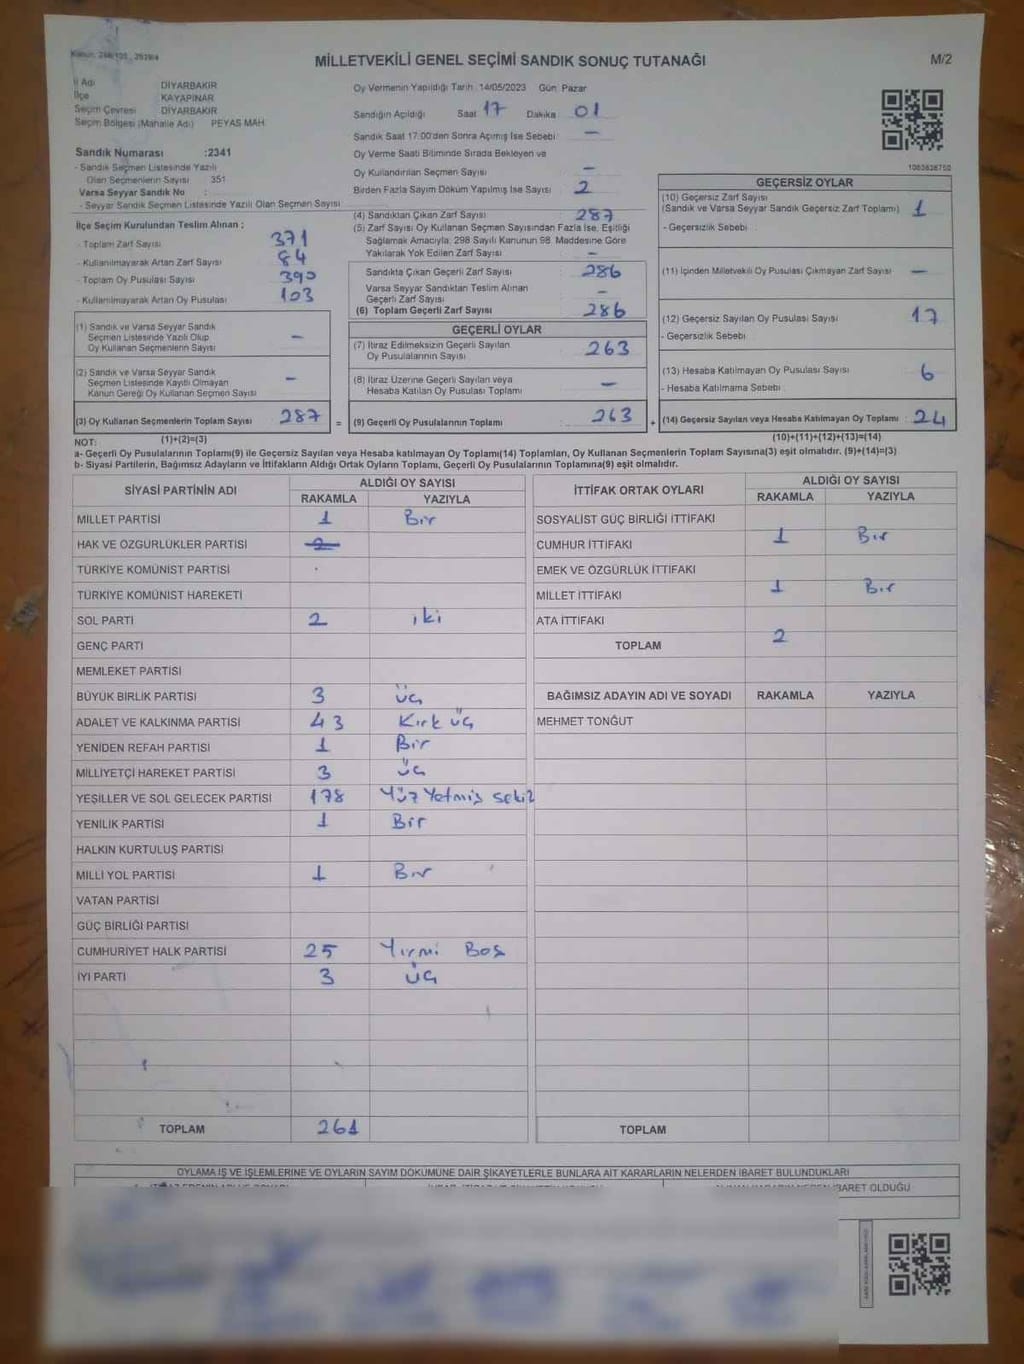 MİLLETVEKİLİ GENEL SEÇİMİ SANDIK SONUÇ TUTANAĞI
M/2
İl Adı DİYARBAKIR
İlçe KAYAPINAR
Seçim Çevresi DİYARBAKIR
Seçim Bölgesi (Mahalle Adı) PEYAS MAH.
Sandık Numarası :2341
- Sandık Seçmen Listesinde Yazılı
Olan Seçmenlerin Sayısı 351
Varsa Seyyar Sandık No :
- Seyyar Sandık Seçmen Listesinde Yazılı Olan Seçmen Sayısı
Oy Vermenin Yapıldığı Tarih :14/05/2023 Gün: Pazar
Sandığın Açıldığı Saat 17 Dakika 01
Sandık Saat 17:00'den Sonra Açılmış İse Sebebi : —
Oy Verme Saati Bitiminde Sırada Bekleyen ve
Oy Kullandırılan Seçmen Sayısı —
Birden Fazla Sayım Döküm Yapılmış İse Sayısı : 2
1063838750
İlçe Seçim Kurulundan Teslim Alınan ;
- Toplam Zarf Sayısı 371
- Kullanılmayarak Artan Zarf Sayısı : 84
- Toplam Oy Pusulası Sayısı : 390
- Kullanılmayarak Artan Oy Pusulası : 103
(1) Sandık ve Varsa Seyyar Sandık
Seçmen Listesinde Yazılı Olup
Oy Kullanan Seçmenlerin Sayısı —
(2) Sandık ve Varsa Seyyar Sandık
Seçmen Listesinde Kayıtlı Olmayan
Kanun Gereği Oy Kullanan Seçmen Sayısı —
(3) Oy Kullanan Seçmenlerin Toplam Sayısı : 287
(4) Sandıktan Çıkan Zarf Sayısı : 287
(5) Zarf Sayısı Oy Kullanan Seçmen Sayısından Fazla İse, Eşitliği
Sağlamak Amacıyla; 298 Sayılı Kanunun 98. Maddesine Göre
Yakılarak Yok Edilen Zarf Sayısı : —
Sandıkta Çıkan Geçerli Zarf Sayısı : 286
Varsa Seyyar Sandıktan Teslim Alınan
Geçerli Zarf Sayısı : —
(6) Toplam Geçerli Zarf Sayısı : 286
GEÇERLİ OYLAR
(7) İtiraz Edilmeksizin Geçerli Sayılan
Oy Pusulalarının Sayısı : 263
(8) İtiraz Üzerine Geçerli Sayılan veya
Hesaba Katılan Oy Pusulası Toplamı : —
= (9) Geçerli Oy Pusulalarının Toplamı : 263 +
GEÇERSİZ OYLAR
(10) Geçersiz Zarf Sayısı
(Sandık ve Varsa Seyyar Sandık Geçersiz Zarf Toplamı) : 1
- Geçersizlik Sebebi :
(11) İçinden Milletvekili Oy Pusulası Çıkmayan Zarf Sayısı : —
(12) Geçersiz Sayılan Oy Pusulası Sayısı : 17
- Geçersizlik Sebebi :
(13) Hesaba Katılmayan Oy Pusulası Sayısı : 6
- Hesaba Katılmama Sebebi :
(14) Geçersiz Sayılan veya Hesaba Katılmayan Oy Toplamı : 24
NOT: (1)+(2)=(3) (10)+(11)+(12)+(13)=(14)
a- Geçerli Oy Pusulalarının Toplamı(9) ile Geçersiz Sayılan veya Hesaba katılmayan Oy Toplamı(14) Toplamları, Oy Kullanan Seçmenlerin Toplam Sayısına(3) eşit olmalıdır. (9)+(14)=(3)
b- Siyasi Partilerin, Bağımsız Adayların ve İttifakların Aldığı Ortak Oyların Toplamı, Geçerli Oy Pusulalarının Toplamına(9) eşit olmalıdır.
SİYASİ PARTİNİN ADI ALDIĞI OY SAYISI
RAKAMLA YAZIYLA
MİLLET PARTİSİ 1 Bir
HAK VE ÖZGÜRLÜKLER PARTİSİ 2
TÜRKİYE KOMÜNİST PARTİSİ
TÜRKİYE KOMÜNİST HAREKETİ
SOL PARTİ 2 iki
GENÇ PARTİ
MEMLEKET PARTİSİ
BÜYÜK BİRLİK PARTİSİ 3 üç
ADALET VE KALKINMA PARTİSİ 43 Kırk üç
YENİDEN REFAH PARTİSİ 1 Bir
MİLLİYETÇİ HAREKET PARTİSİ 3 üç
YEŞİLLER VE SOL GELECEK PARTİSİ 178 Yüz Yetmiş sekiz
YENİLİK PARTİSİ 1 Bir
HALKIN KURTULUŞ PARTİSİ
MİLLİ YOL PARTİSİ 1 Bir
VATAN PARTİSİ
GÜÇ BİRLİĞİ PARTİSİ
CUMHURİYET HALK PARTİSİ 25 Yirmi Beş
İYİ PARTİ 3 üç
TOPLAM 261
İTTİFAK ORTAK OYLARI ALDIĞI OY SAYISI
RAKAMLA YAZIYLA
SOSYALİST GÜÇ BİRLİĞİ İTTİFAKI
CUMHUR İTTİFAKI 1 Bir
EMEK VE ÖZGÜRLÜK İTTİFAKI
MİLLET İTTİFAKI 1 Bir
ATA İTTİFAKI
TOPLAM 2
BAĞIMSIZ ADAYIN ADI VE SOYADI RAKAMLA YAZIYLA
MEHMET TONĞUT
TOPLAM
OYLAMA İŞ VE İŞLEMLERİNE VE OYLARIN SAYIM DÖKÜMÜNE DAİR ŞİKAYETLERLE BUNLARA AİT KARARLARIN NELERDEN İBARET BULUNDUKLARI
İBARET OLDUĞU